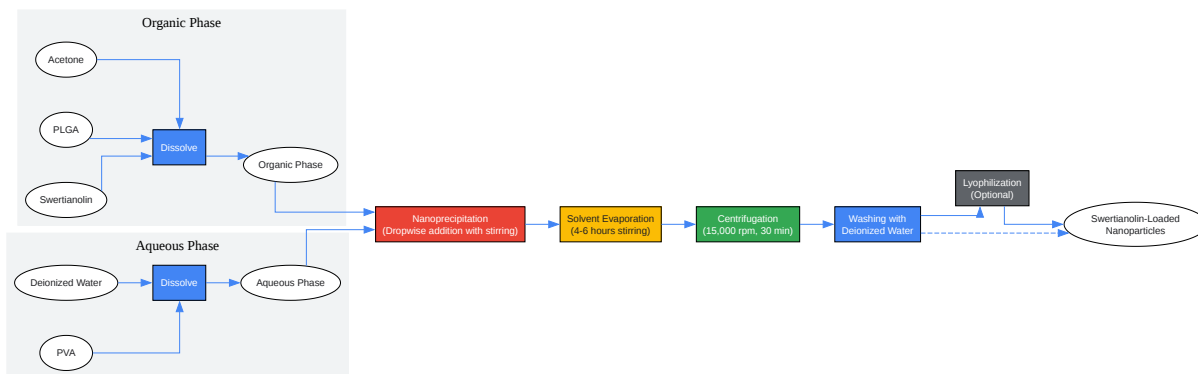 Organic Phase
Acetone
PLGA
Dissolve
Swertianolin
Organic Phase
Aqueous Phase
Deionized Water
Dissolve
Aqueous Phase
PVA
Nanoprecipitation
(Dropwise addition with stirring)
Solvent Evaporation
(4-6 hours stirring)
Centrifugation
(15,000 rpm, 30 min)
Washing with
Deionized Water
Lyophilization
(Optional)
Swertianolin-Loaded
Nanoparticles